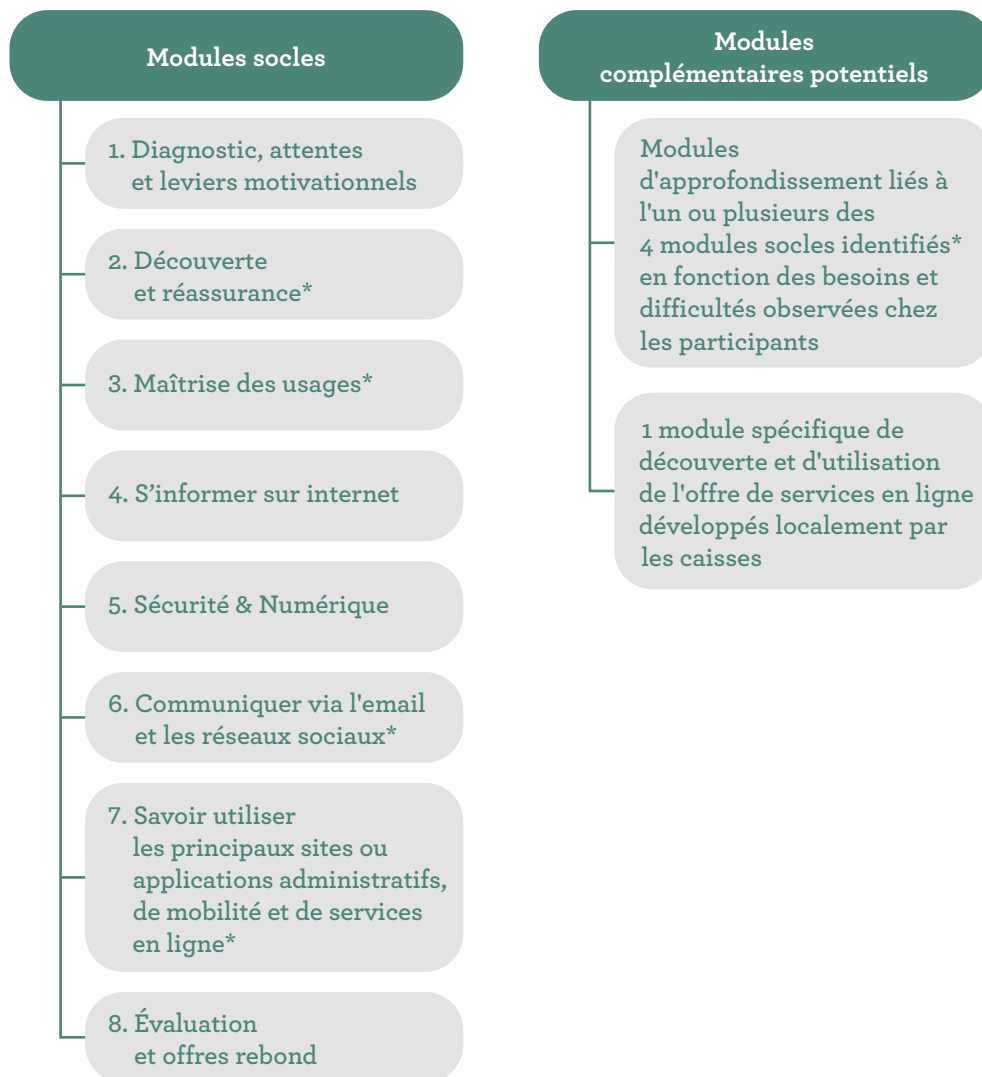 Modules socles
1. Diagnostic, attentes
et leviers motivationnels
2. Découverte
et réassurance*
3. Maîtrise des usages*
4. S’informer sur internet
5. Sécurité & Numérique
6. Communiquer via l'email
et les réseaux sociaux*
7. Savoir utiliser
les principaux sites ou
applications administratifs,
de mobilité et de services
en ligne*
8. Évaluation
et offres rebond
Modules
complémentaires potentiels
Modules
d'approfondissement liés à
l'un ou plusieurs des
4 modules socles identifiés*
en fonction des besoins et
difficultés observées chez
les participants
1 module spécifique de
découverte et d'utilisation
de l'offre de services en ligne
développés localement par
les caisses